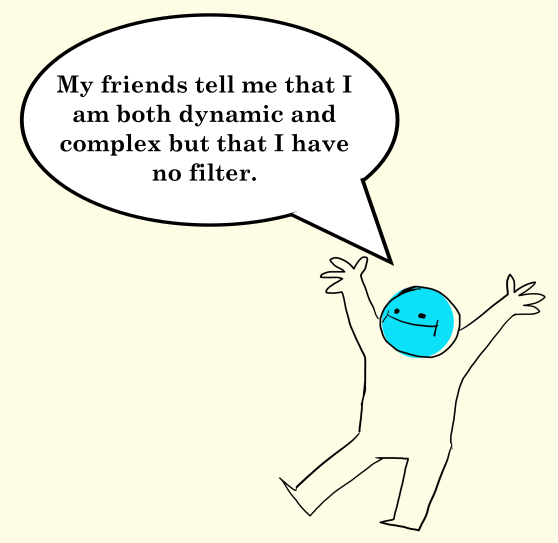 My friends tell me that I
am both dynamic and
complex but that I have
no filter.